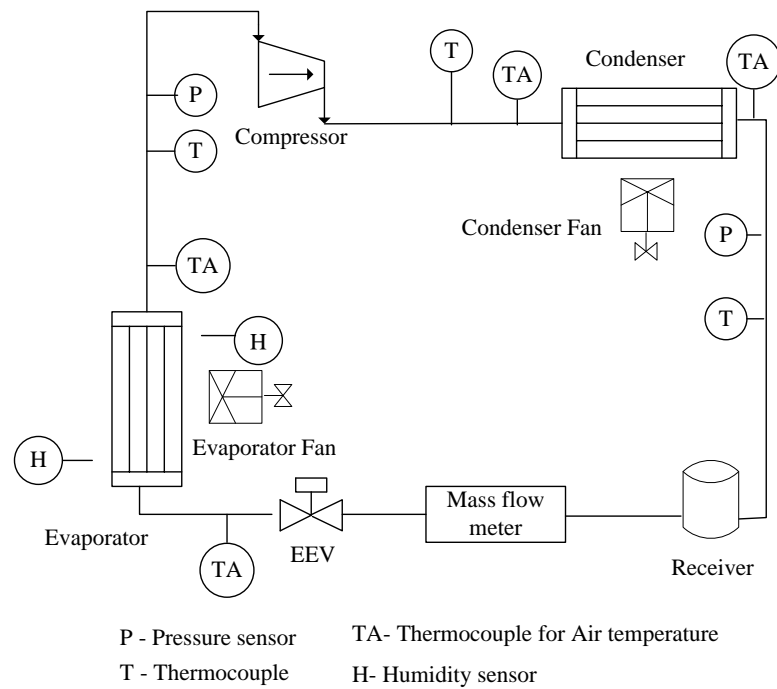 T
TA
Condenser
TA
P
Compressor
T
Condenser Fan
P
TA
T
H
Evaporator Fan
H
Mass flow
meter
Evaporator
TA
EEV
Receiver
P - Pressure sensor
TA- Thermocouple for Air temperature
T - Thermocouple
H- Humidity sensor